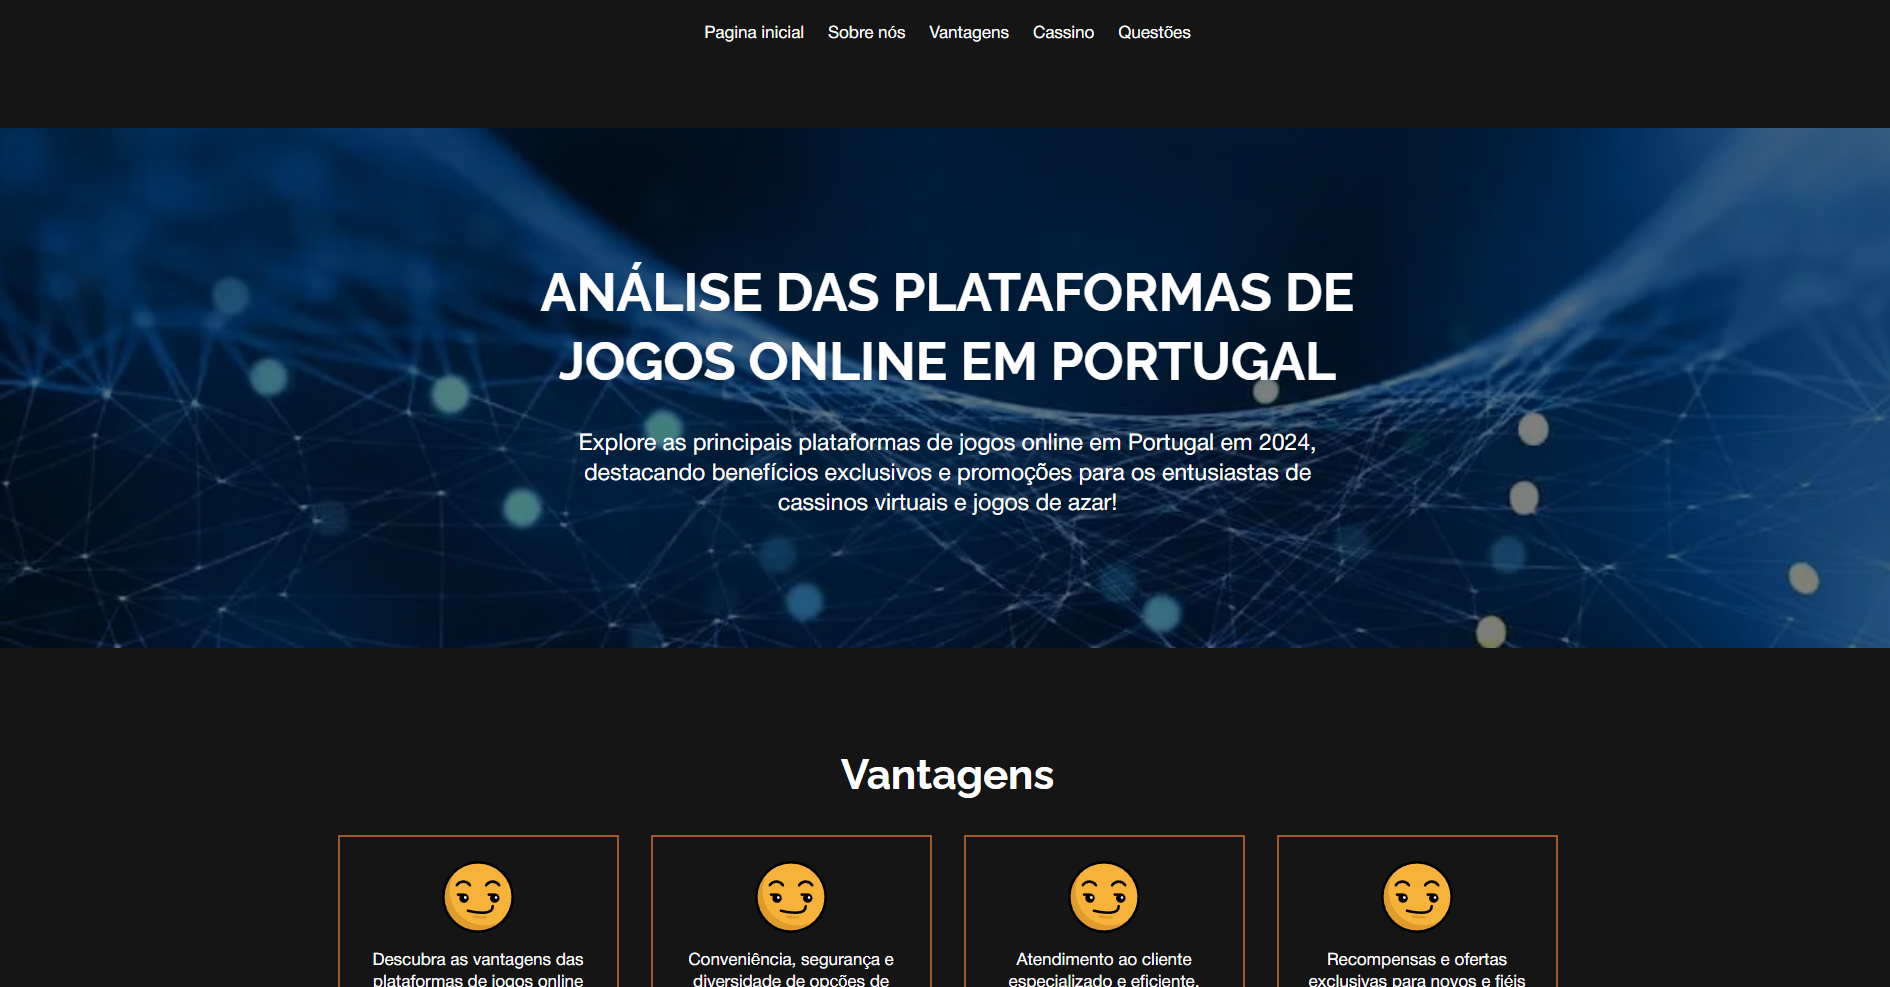 Pagina inicial Sobre nós Vantagens Cassino Questões
ANÁLISE DAS PLATAFORMAS DE
JOGOS ONLINE EM PORTUGAL
Explore as principais plataformas de jogos online em Portugal em 2024,
destacando benefícios exclusivos e promoções para os entusiastas de
cassinos virtuais e jogos de azar!
Vantagens
Descubra as vantagens das
plataformas de jogos online
Conveniência, segurança e
diversidade de opções de
Atendimento ao cliente
especializado e eficiente,
Recompensas e ofertas
exclusivas para novos e fiéis